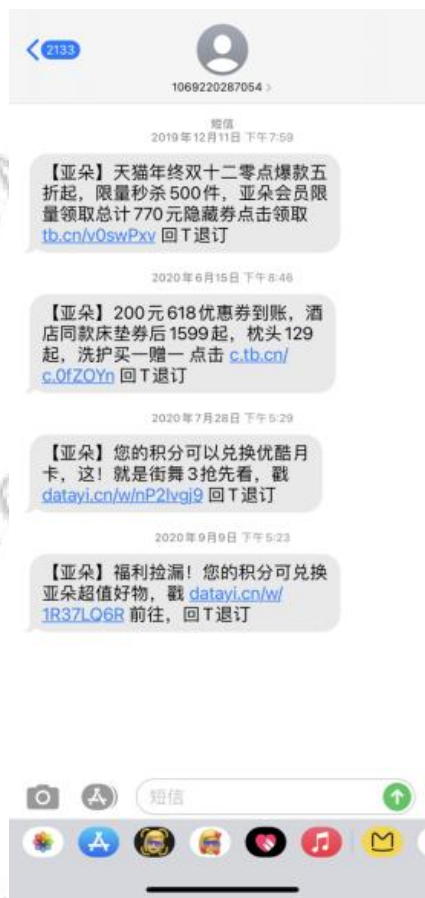 2133
1069220287054
短信
2019年12月11日 下午7:59
【亚朵】天猫年终双十二零点爆款五
折起，限量秒杀500件，亚朵会员限
量领取总计770元隐藏券点击领取
tb.cn/v0swPxv 回T退订
2020年6月15日 下午8:46
【亚朵】200元618优惠券到账，酒
店同款床垫券后1599起，枕头129
起，洗护买一赠一 点击 c.tb.cn/
c.0fZOYn 回T退订
2020年7月28日 下午5:29
【亚朵】您的积分可以兑换优酷月
卡，这！就是街舞3抢先看，戳
datayi.cn/w/nP2lvgj9 回T退订
2020年9月9日 下午5:23
【亚朵】福利捡漏！您的积分可兑换
亚朵超值好物，戳 datayi.cn/w/
1R37LQ6R 前往，回T退订
短信